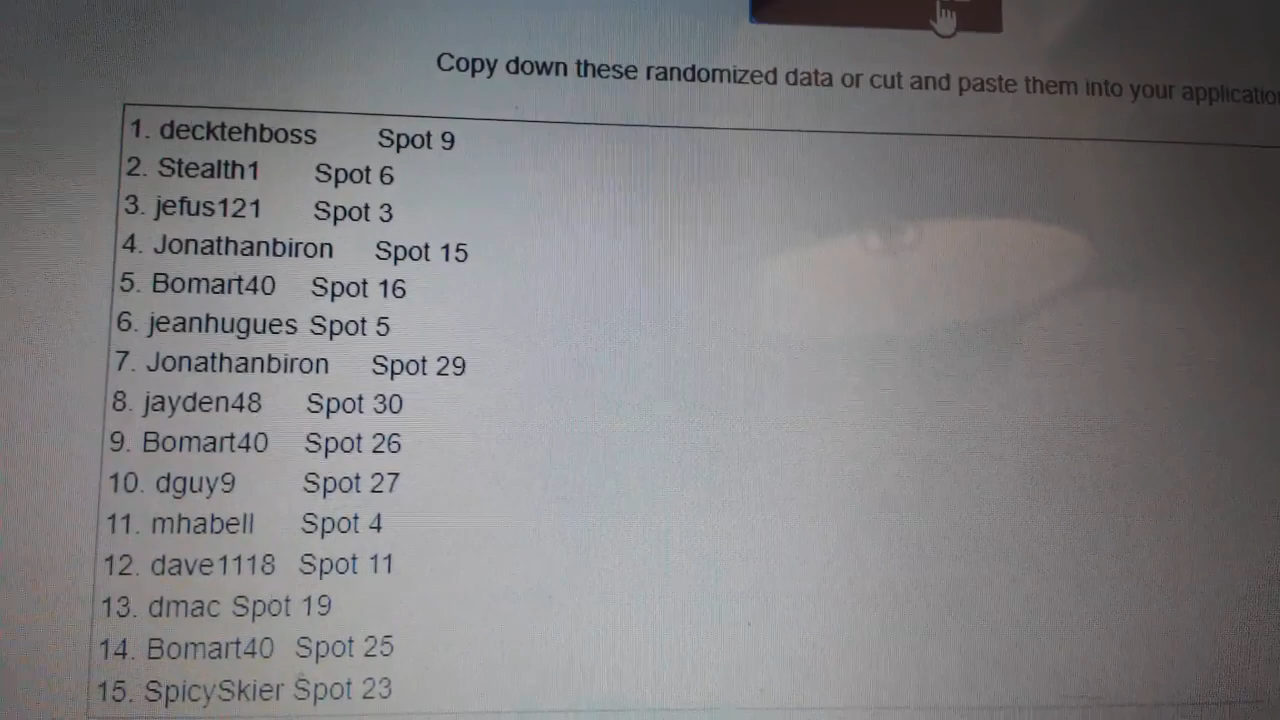 Copy down these randomized data or cut and paste them into your
1. decktehboss Spot 9
2. Stealth1 Spot 6
3. jefus121 Spot 3
4. Jonathanbiron Spot 15
5. Bomart40 Spot 16
6. jeanhugues Spot 5
7. Jonathanbiron Spot 29
8. jayden48 Spot 30
9. Bomart40 Spot 26
10. dguy9 Spot 27
11. mhabell Spot 4
12. dave1118 Spot 11
13. dmac Spot 19
14. Bomart40 Spot 25
15. SpicySkier Spot 23